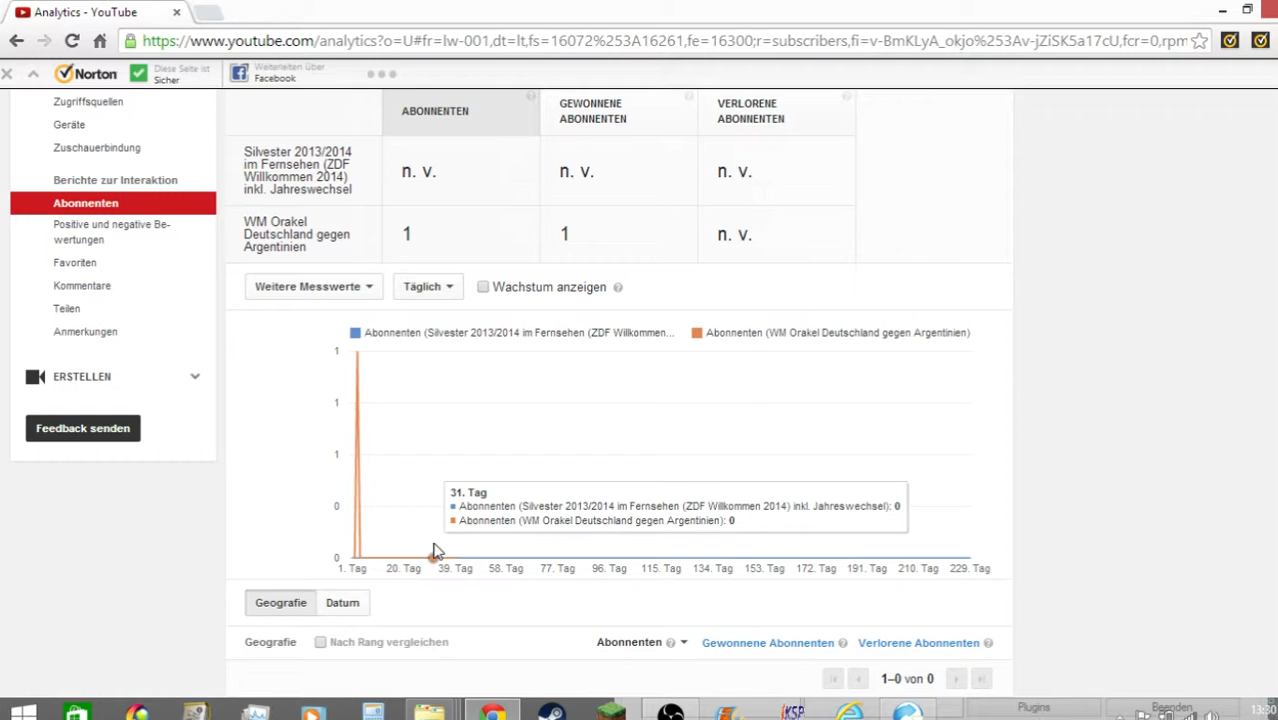 Analytics - YouTube
https://www.youtube.com/analytics?o=U#fr=lw-001,dt=lt,fs=16072%253A16261,fe=16300;r=subscribers,fi=v-BmKLyA_okjo%253Av-jZiSK5a17cU,fcr=0,rpm
Norton
Diese Seite ist
Sicher
Weiterleiten über
Facebook
Zugriffsquellen
Geräte
Zuschauerbindung
Berichte zur Interaktion
Abonnenten
Positive und negative Be-
wertungen
Favoriten
Kommentare
Teilen
Anmerkungen
ERSTELLEN
Feedback senden
ABONNENTEN
GEWONNENE
ABONNENTEN
VERLORENE
ABONNENTEN
Silvester 2013/2014
im Fernsehen (ZDF
Willkommen 2014)
inkl. Jahreswechsel
n. v. n. v. n. v.
WM Orakel
Deutschland gegen
Argentinien
1 1 n. v.
Weitere Messwerte Täglich Wachstum anzeigen
Abonnenten (Silvester 2013/2014 im Fernsehen (ZDF Willkommen... Abonnenten (WM Orakel Deutschland gegen Argentinien)
1
1
1
0
0
31. Tag
Abonnenten (Silvester 2013/2014 im Fernsehen (ZDF Willkommen 2014) inkl. Jahreswechsel): 0
Abonnenten (WM Orakel Deutschland gegen Argentinien): 0
1. Tag 20. Tag 39. Tag 58. Tag 77. Tag 96. Tag 115. Tag 134. Tag 153. Tag 172. Tag 191. Tag 210. Tag 229. Tag
Geografie Datum
Geografie Nach Rang vergleichen Abonnenten Gewonnene Abonnenten Verlorene Abonnenten
1–0 von 0
KSP
Plugins
Beenden
13:30